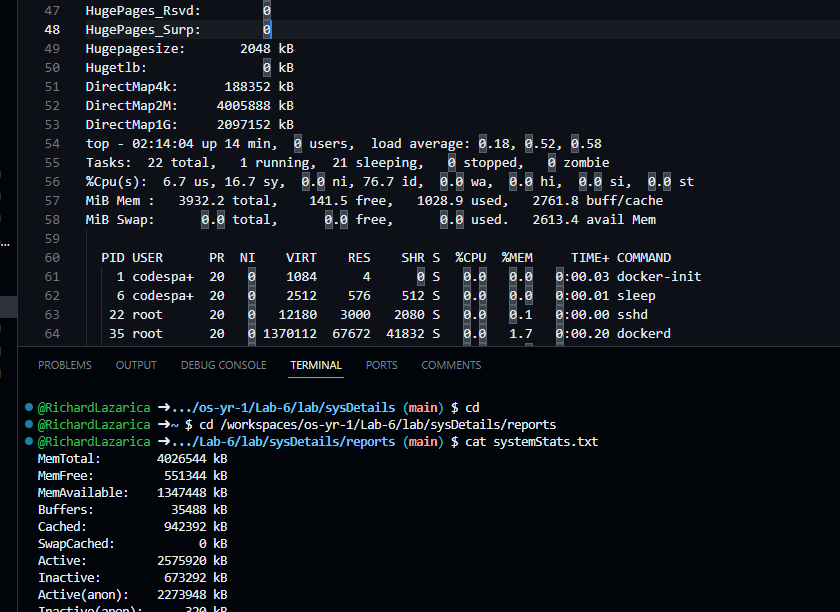 47 HugePages_Rsvd: 0
48 HugePages_Surp: 0
49 Hugepagesize: 2048 kB
50 Hugetlb: 0 kB
51 DirectMap4k: 188352 kB
52 DirectMap2M: 4005888 kB
53 DirectMap1G: 2097152 kB
54 top - 02:14:04 up 14 min, 0 users, load average: 0.18, 0.52, 0.58
55 Tasks: 22 total, 1 running, 21 sleeping, 0 stopped, 0 zombie
56 %Cpu(s): 6.7 us, 16.7 sy, 0.0 ni, 76.7 id, 0.0 wa, 0.0 hi, 0.0 si, 0.0 st
57 MiB Mem : 3932.2 total, 141.5 free, 1028.9 used, 2761.8 buff/cache
58 MiB Swap: 0.0 total, 0.0 free, 0.0 used. 2613.4 avail Mem
59
60 PID USER PR NI VIRT RES SHR S %CPU %MEM TIME+ COMMAND
61 1 codespa+ 20 0 1084 4 0 S 0.0 0.0 0:00.03 docker-init
62 6 codespa+ 20 0 2512 576 512 S 0.0 0.0 0:00.01 sleep
63 22 root 20 0 12180 3000 2080 S 0.0 0.1 0:00.00 sshd
64 35 root 20 0 1370112 67672 41832 S 0.0 1.7 0:00.20 dockerd
PROBLEMS OUTPUT DEBUG CONSOLE TERMINAL PORTS COMMENTS
@RichardLazarica ➜.../os-yr-1/Lab-6/lab/sysDetails (main) $ cd
@RichardLazarica ➜~ $ cd /workspaces/os-yr-1/Lab-6/lab/sysDetails/reports
@RichardLazarica ➜.../Lab-6/lab/sysDetails/reports (main) $ cat systemStats.txt
MemTotal: 4026544 kB
MemFree: 551344 kB
MemAvailable: 1347448 kB
Buffers: 35488 kB
Cached: 942392 kB
SwapCached: 0 kB
Active: 2575920 kB
Inactive: 673292 kB
Active(anon): 2273948 kB
Inactive(anon): 320 kB